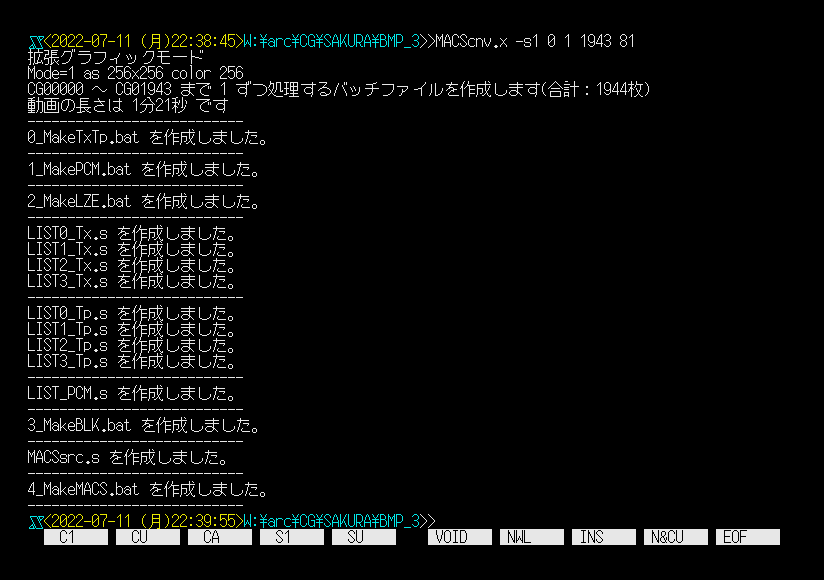 <2022-07-11 (月)22:38:45>W:¥arc¥CG¥SAKURA¥BMP_3>>MACScnv.x -s1 0 1 1943 81
拡張グラフィックモード
Mode=1 as 256x256 color 256
CG00000 ～ CG01943 まで 1 ずつ処理するバッチファイルを作成します(合計：1944枚)
動画の長さは 1分21秒 です
------------------------
0_MakeTxTp.bat を作成しました。
------------------------
1_MakePCM.bat を作成しました。
------------------------
2_MakeLZE.bat を作成しました。
------------------------
LIST0_Tx.s を作成しました。
LIST1_Tx.s を作成しました。
LIST2_Tx.s を作成しました。
LIST3_Tx.s を作成しました。
------------------------
LIST0_Tp.s を作成しました。
LIST1_Tp.s を作成しました。
LIST2_Tp.s を作成しました。
LIST3_Tp.s を作成しました。
------------------------
LIST_PCM.s を作成しました。
------------------------
3_MakeBLK.bat を作成しました。
------------------------
MACSsrc.s を作成しました。
------------------------
4_MakeMACS.bat を作成しました。
------------------------
<2022-07-11 (月)22:39:55>W:¥arc¥CG¥SAKURA¥BMP_3>>
C1 CU CA S1 SU VOID NWL INS N&CU EOF